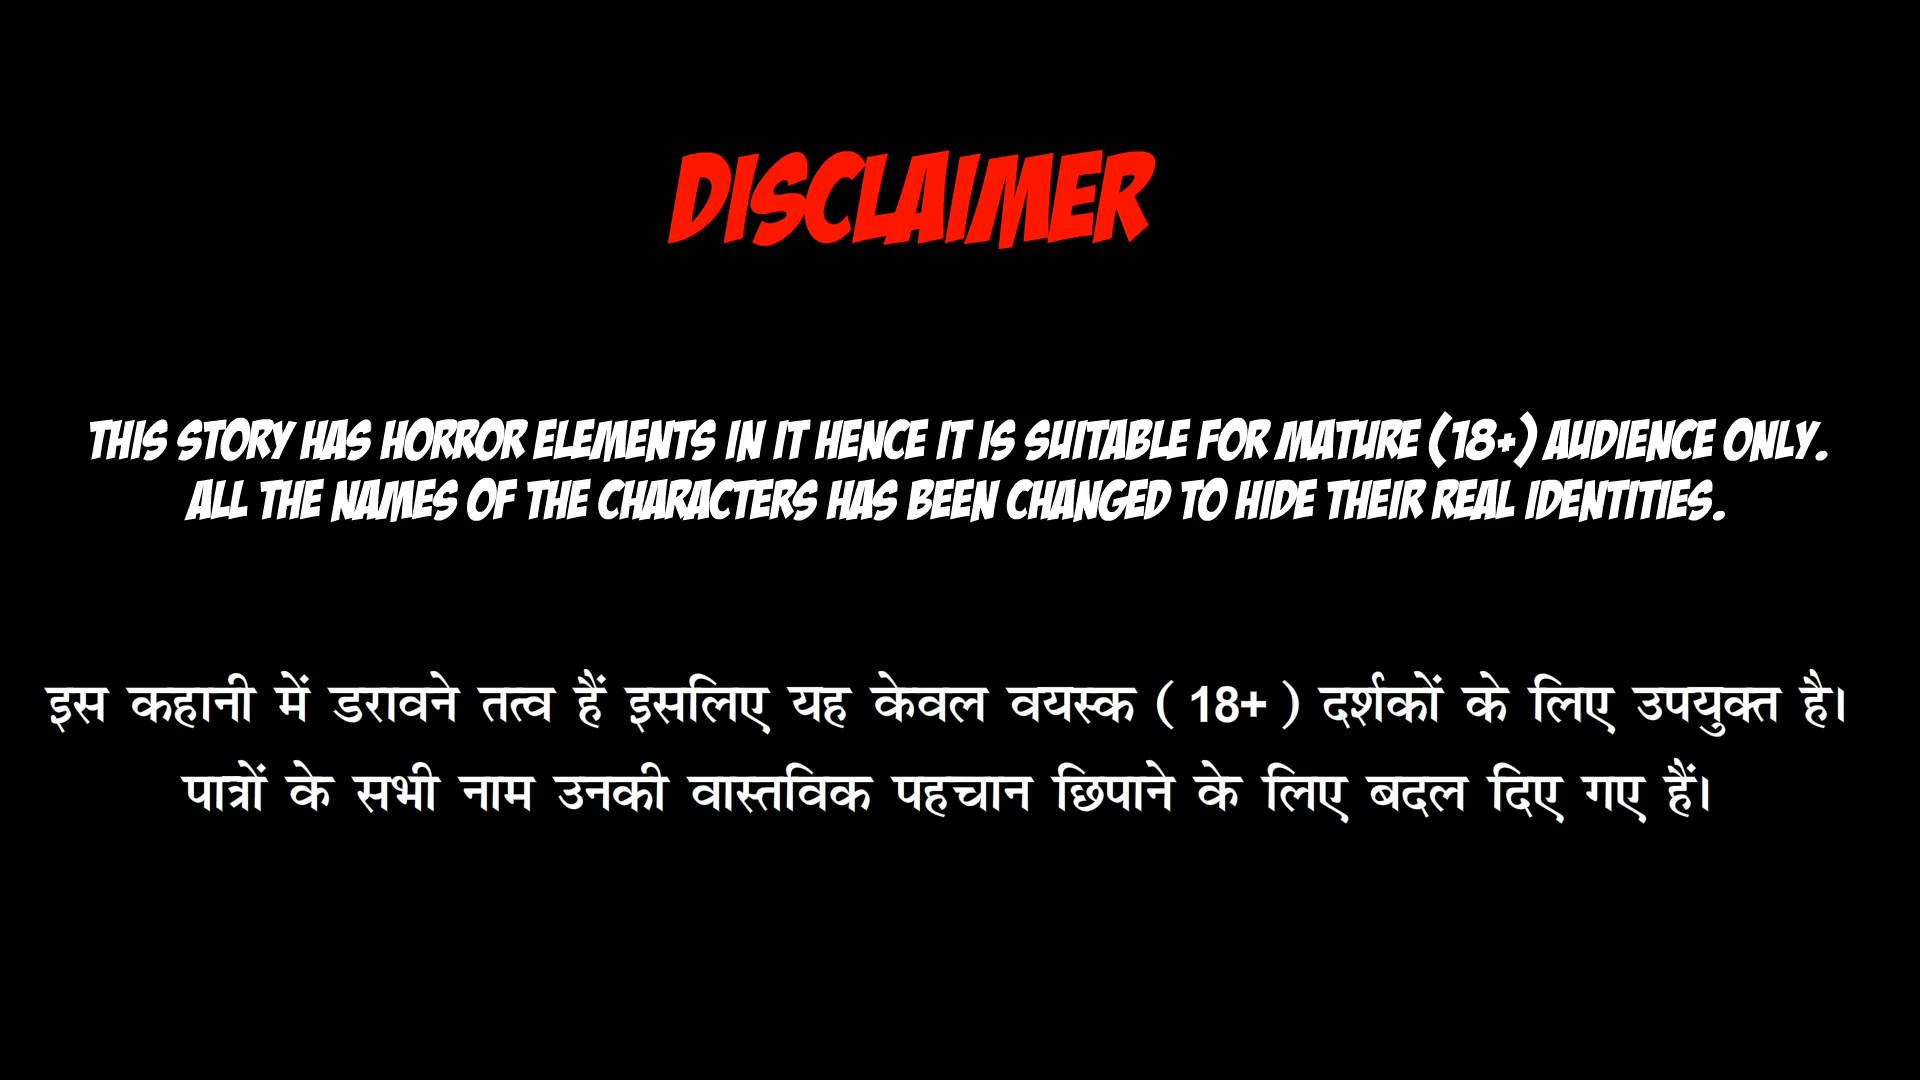 DISCLAIMER
THIS STORY HAS HORROR ELEMENTS IN IT HENCE IT IS SUITABLE FOR MATURE (18+) AUDIENCE ONLY.
ALL THE NAMES OF THE CHARACTERS HAS BEEN CHANGED TO HIDE THEIR REAL IDENTITIES.
इस कहानी में डरावने तत्व हैं इसलिए यह केवल वयस्क ( 18+ ) दर्शकों के लिए उपयुक्त है।
पात्रों के सभी नाम उनकी वास्तविक पहचान छिपाने के लिए बदल दिए गए हैं।